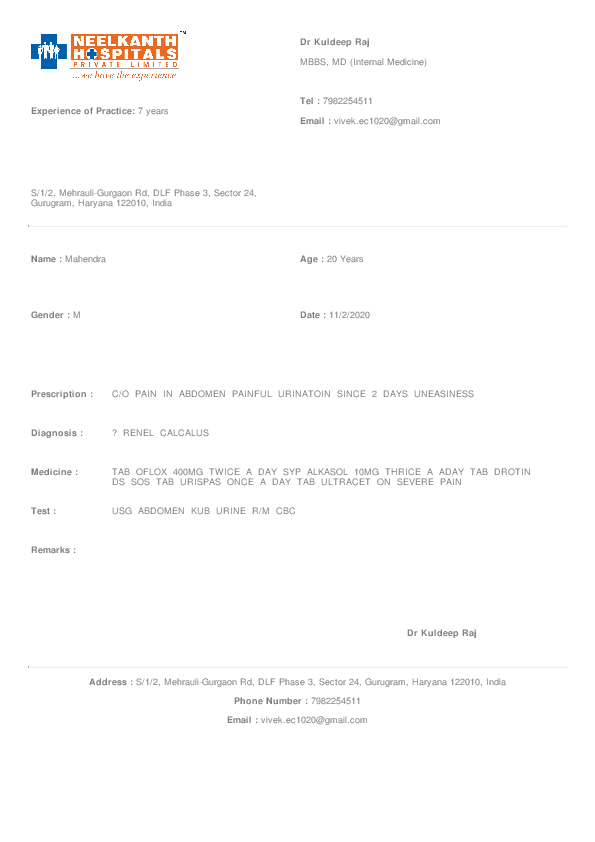 NEELKANTH
HOSPITALS
PRIVATE LIMITED
...we have the experience
™
Dr Kuldeep Raj
MBBS, MD (Internal Medicine)
Tel : 7982254511
Experience of Practice: 7 years
Email : vivek.ec1020@gmail.com
S/1/2, Mehrauli-Gurgaon Rd, DLF Phase 3, Sector 24,
Gurugram, Haryana 122010, India
Name : Mahendra
Age : 20 Years
Gender : M
Date : 11/2/2020
Prescription : C/O PAIN IN ABDOMEN PAINFUL URINATOIN SINCE 2 DAYS UNEASINESS
Diagnosis : ? RENEL CALCALUS
Medicine : TAB OFLOX 400MG TWICE A DAY SYP ALKASOL 10MG THRICE A ADAY TAB DROTIN
DS SOS TAB URISPAS ONCE A DAY TAB ULTRACET ON SEVERE PAIN
Test : USG ABDOMEN KUB URINE R/M CBC
Remarks :
Dr Kuldeep Raj
Address : S/1/2, Mehrauli-Gurgaon Rd, DLF Phase 3, Sector 24, Gurugram, Haryana 122010, India
Phone Number : 7982254511
Email : vivek.ec1020@gmail.com